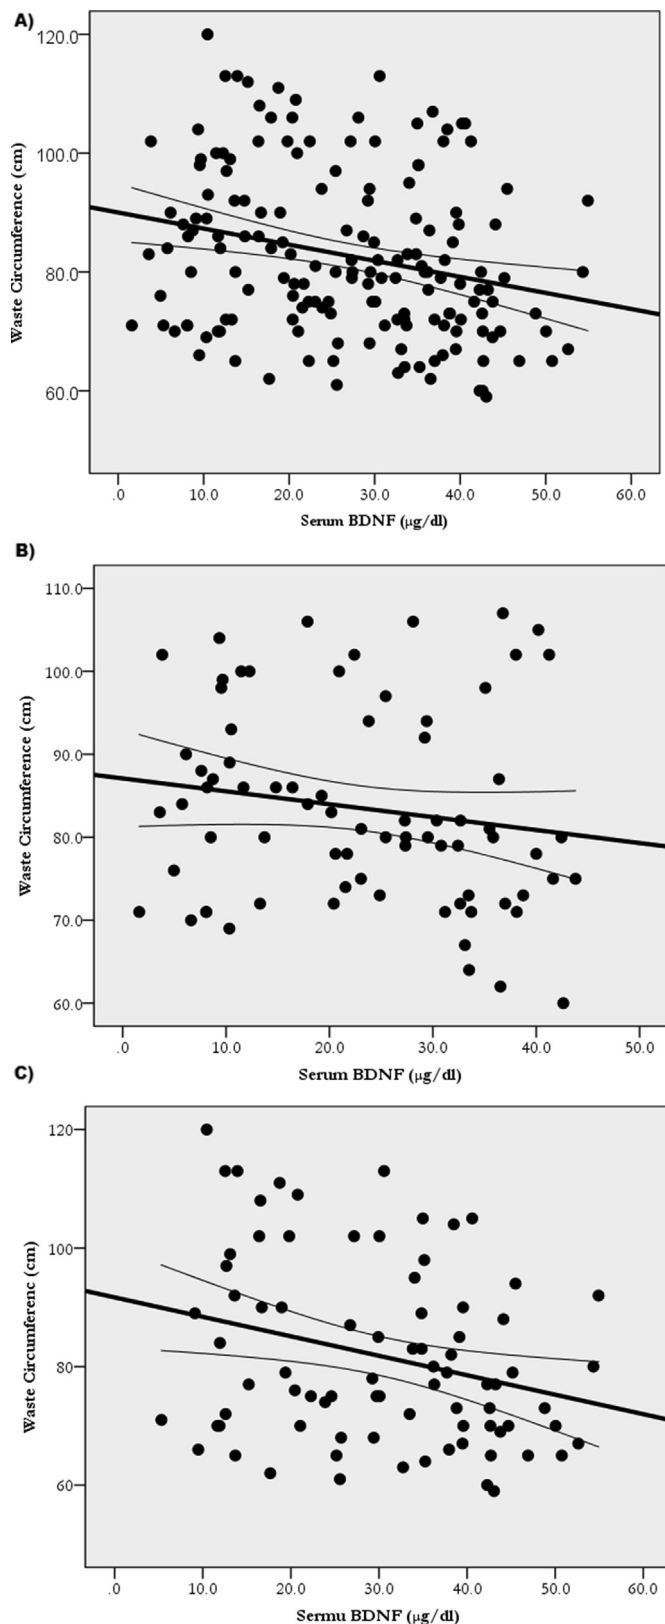 A)
120.0
100.0
80.0
60.0
Waste Circumference (cm)
.0 10.0 20.0 30.0 40.0 50.0 60.0
Serum BDNF (µg/dl)
B)
110.0
100.0
90.0
80.0
70.0
60.0
Waste Circumference (cm)
.0 10.0 20.0 30.0 40.0 50.0
Serum BDNF (µg/dl)
C)
120
100
80
60
Waste Circumferenc (cm)
.0 10.0 20.0 30.0 40.0 50.0 60.0
Sermu BDNF (µg/dl)